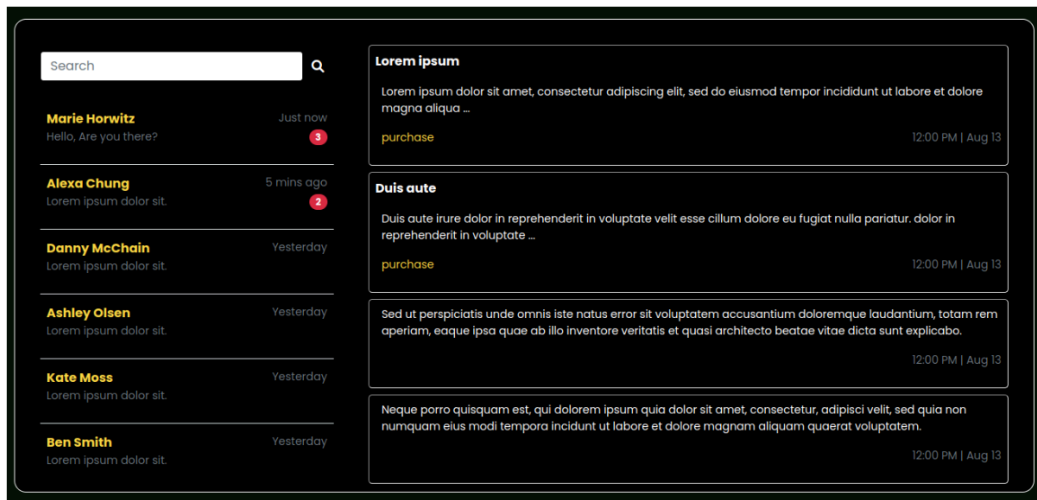 Search
Marie Horwitz
Just now
Hello, Are you there?
3
Alexa Chung
5 mins ago
Lorem ipsum dolor sit.
2
Danny McChain
Yesterday
Lorem ipsum dolor sit.
Ashley Olsen
Yesterday
Lorem ipsum dolor sit.
Kate Moss
Yesterday
Lorem ipsum dolor sit.
Ben Smith
Yesterday
Lorem ipsum dolor sit.
Lorem ipsum
Lorem ipsum dolor sit amet, consectetur adipiscing elit, sed do eiusmod tempor incididunt ut labore et dolore
magna aliqua ...
purchase
12:00 PM | Aug 13
Duis aute
Duis aute irure dolor in reprehenderit in voluptate velit esse cillum dolore eu fugiat nulla pariatur. dolor in
reprehenderit in voluptate ...
purchase
12:00 PM | Aug 13
Sed ut perspiciatis unde omnis iste natus error sit voluptatem accusantium doloremque laudantium, totam rem
aperiam, eaque ipsa quae ab illo inventore veritatis et quasi architecto beatae vitae dicta sunt explicabo.
12:00 PM | Aug 13
Neque porro quisquam est, qui dolorem ipsum quia dolor sit amet, consectetur, adipisci velit, sed quia non
numquam eius modi tempora incidunt ut labore et dolore magnam aliquam quaerat voluptatem.
12:00 PM | Aug 13